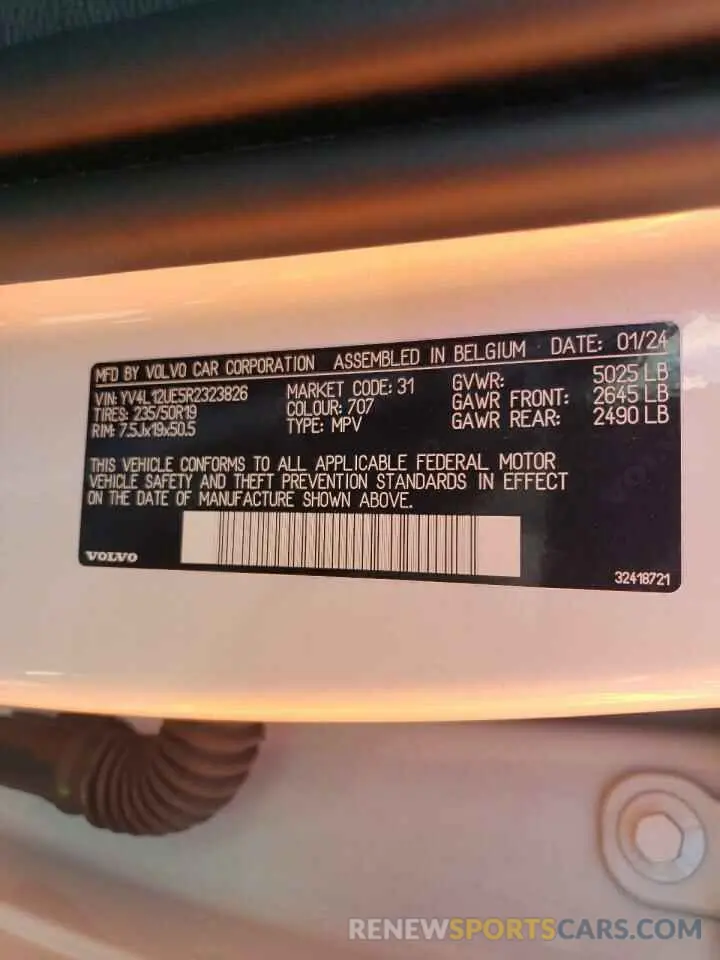 MFD BY VOLVO CAR CORPORATION ASSEMBLED IN BELGIUM DATE: 01/24
VIN: YV4L12UE5R2323826 MARKET CODE: 31 GVWR: 5025 LB
TIRES: 235/50R19 COLOUR: 707 GAWR FRONT: 2645 LB
RIM: 7.5Jx19x50.5 TYPE: MPV GAWR REAR: 2490 LB
THIS VEHICLE CONFORMS TO ALL APPLICABLE FEDERAL MOTOR
VEHICLE SAFETY AND THEFT PREVENTION STANDARDS IN EFFECT
ON THE DATE OF MANUFACTURE SHOWN ABOVE.
VOLVO 32418721
RENEWSPORTSCARS.COM